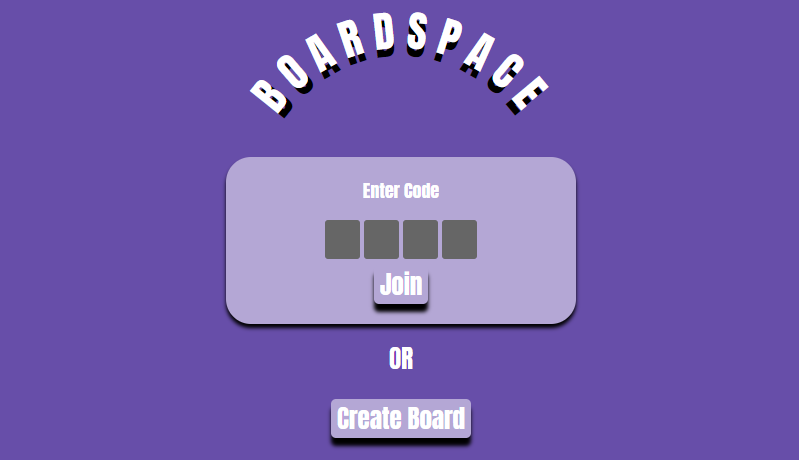 BOARDSPACE
Enter Code
Join
OR
Create Board